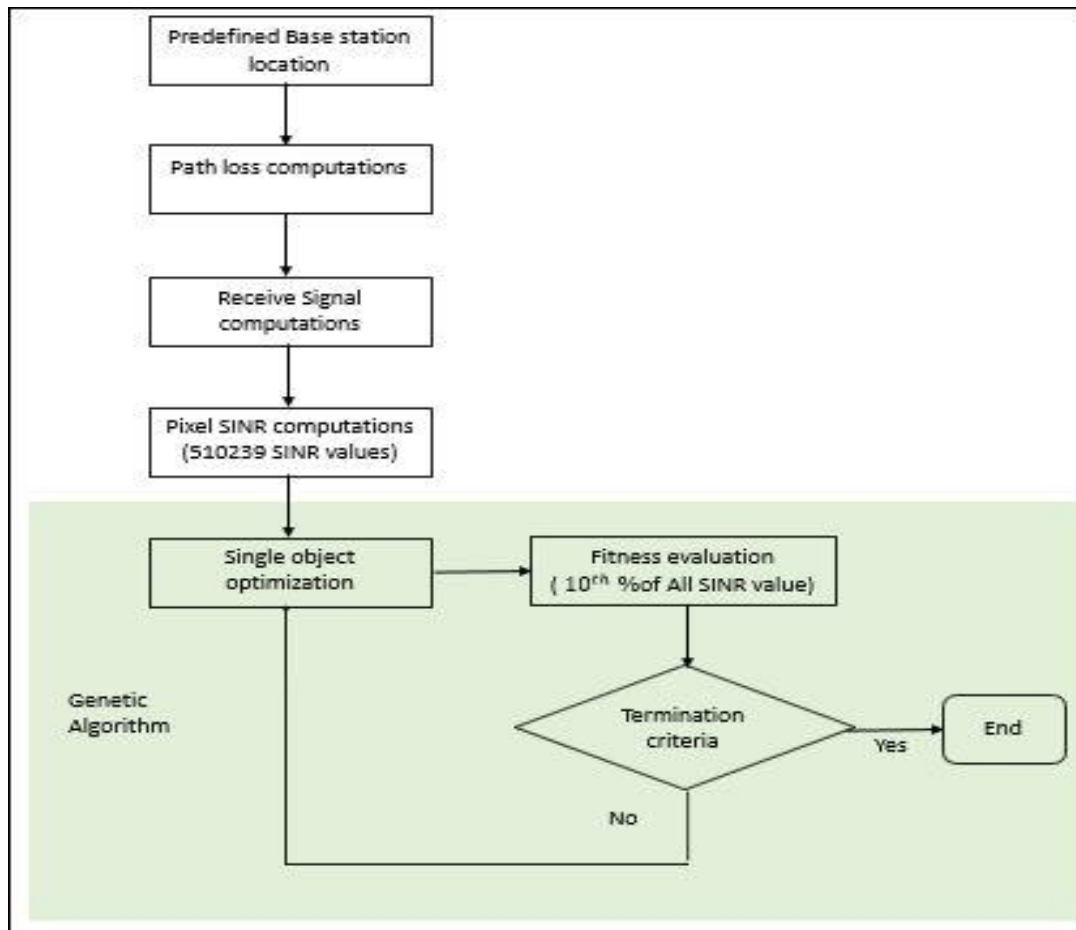 Predefined Base station
location
Path loss computations
Receive Signal
computations
Pixel SINR computations
(510239 SINR values)
Single object
optimization
Fitness evaluation
( 10ᵗʰ %of All SINR value)
Genetic
Algorithm
Termination
criteria
Yes
End
No